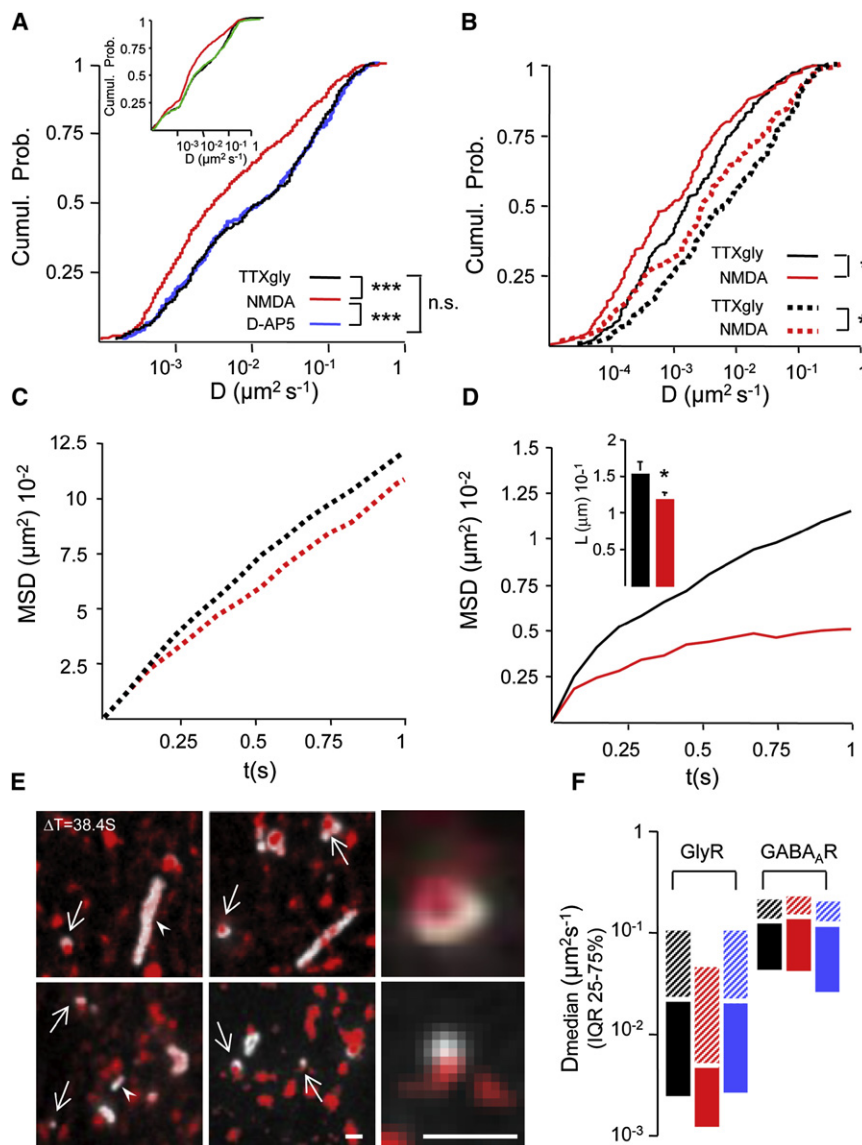 A
Cumul. Prob.
1
0.75
0.5
0.25
10-3
10-2
10-1
1
D (µm2 s-1)
1
0.75
0.5
0.25
Cumul. Prob.
10-3 10-2 10-1 1
D (µm2 s-1)
TTXgly
NMDA
D-AP5
***
***
n.s.
B
Cumul. Prob.
1
0.75
0.5
0.25
TTXgly
NMDA
TTXgly
NMDA
*
10-4
10-3
10-2
10-1
1
D (µm2 s-1)
C
MSD (µm2) 10-2
12.5
10
7.5
5
2.5
0.25
0.5
0.75
1
t(s)
D
MSD (µm2) 10-2
1.5
1.25
1
0.75
0.5
0.25
L (µm) 10-1
2
1.5
1
0.5
*
0.25
0.5
0.75
1
t(s)
E
ΔT=38.4S
F
Dmedian (µm2s-1)
(IQR 25-75%)
1
10-1
10-2
10-3
GlyR
GABAAR